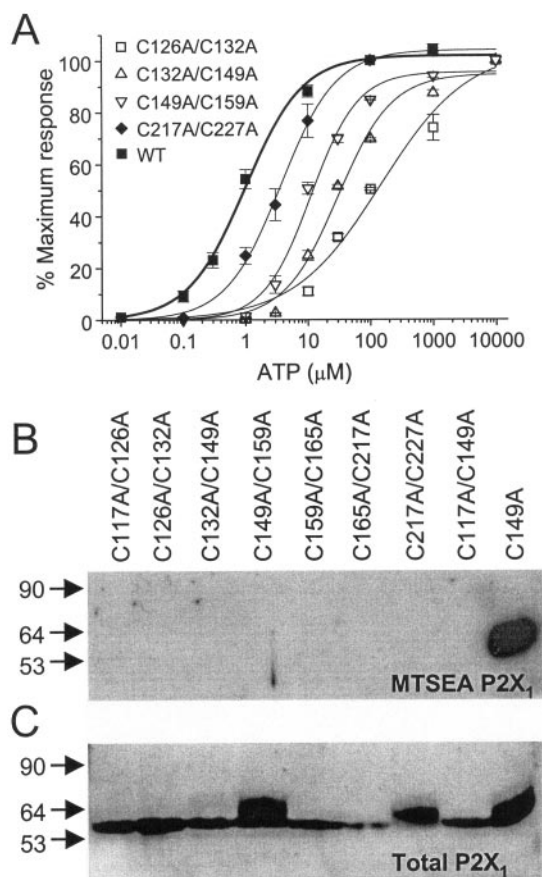 A
% Maximum response
100
80
60
40
20
0
C126A/C132A
C132A/C149A
C149A/C159A
C217A/C227A
WT
0.01 0.1 1 10 100 1000 10000
ATP (μM)
B
C117A/C126A
C126A/C132A
C132A/C149A
C149A/C159A
C159A/C165A
C165A/C217A
C217A/C227A
C117A/C149A
C149A
90
64
53
MTSEA P2X₁
C
90
64
53
Total P2X₁